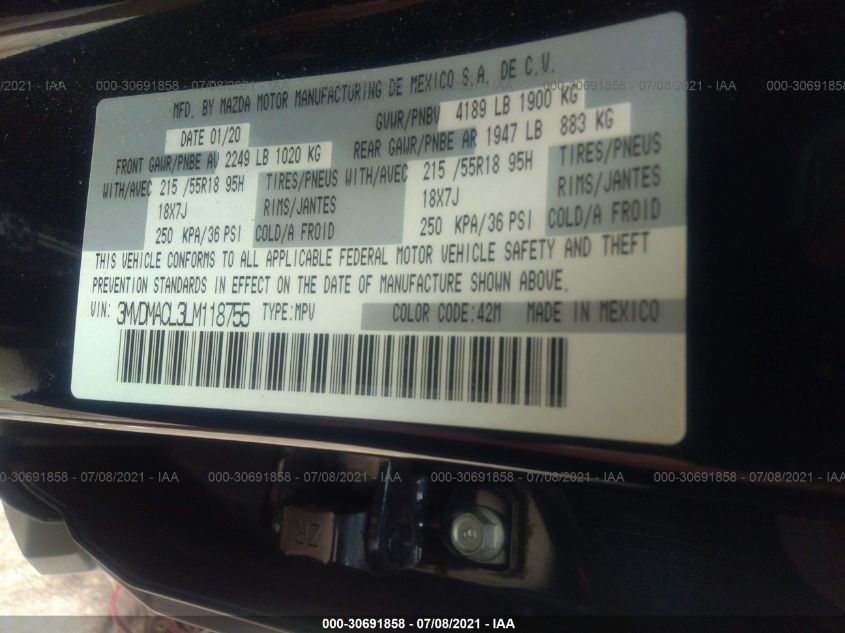 MFD. BY MAZDA MOTOR MANUFACTURING DE MEXICO S.A. DE C.V.
DATE 01/20 GVWR/PNBV 4189 LB 1900 KG
FRONT GAWR/PNBE AV 2249 LB 1020 KG REAR GAWR/PNBE AR 1947 LB 883 KG
WITH/AVEC 215 /55R18 95H TIRES/PNEUS WITH/AVEC 215 /55R18 95H TIRES/PNEUS
18X7J RIMS/JANTES 18X7J RIMS/JANTES
250 KPA/36 PSI COLD/A FROID 250 KPA/36 PSI COLD/A FROID
THIS VEHICLE CONFORMS TO ALL APPLICABLE FEDERAL MOTOR VEHICLE SAFETY AND THEFT
PREVENTION STANDARDS IN EFFECT ON THE DATE OF MANUFACTURE SHOWN ABOVE.
VIN: 3MVDMACL3LM118755 TYPE:MPV COLOR CODE:42M MADE IN MEXICO
ZR
8
000-30691858 - 07/08/2021 - IAA